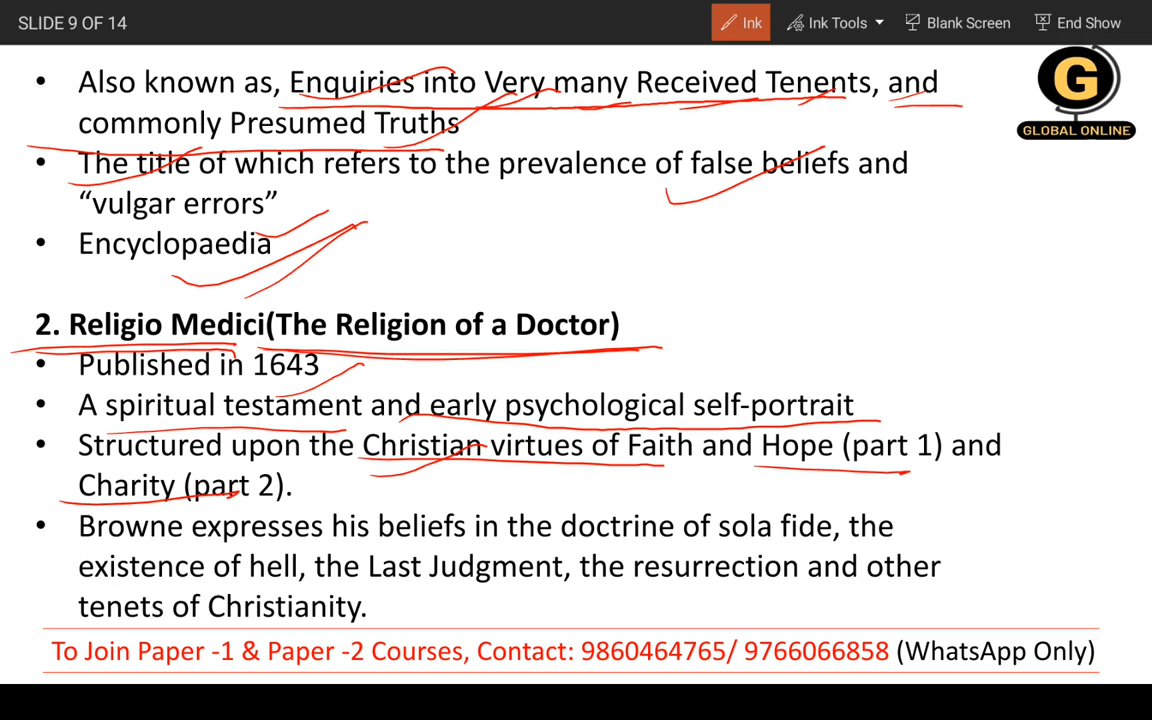 SLIDE 9 OF 14
Ink
Ink Tools
Blank Screen
End Show
• Also known as, Enquiries into Very many Received Tenents, and
commonly Presumed Truths
• The title of which refers to the prevalence of false beliefs and
“vulgar errors”
• Encyclopaedia
G
GLOBAL ONLINE
2. Religio Medici(The Religion of a Doctor)
• Published in 1643
• A spiritual testament and early psychological self-portrait
• Structured upon the Christian virtues of Faith and Hope (part 1) and
Charity (part 2).
• Browne expresses his beliefs in the doctrine of sola fide, the
existence of hell, the Last Judgment, the resurrection and other
tenets of Christianity.
To Join Paper -1 & Paper -2 Courses, Contact: 9860464765/ 9766066858 (WhatsApp Only)